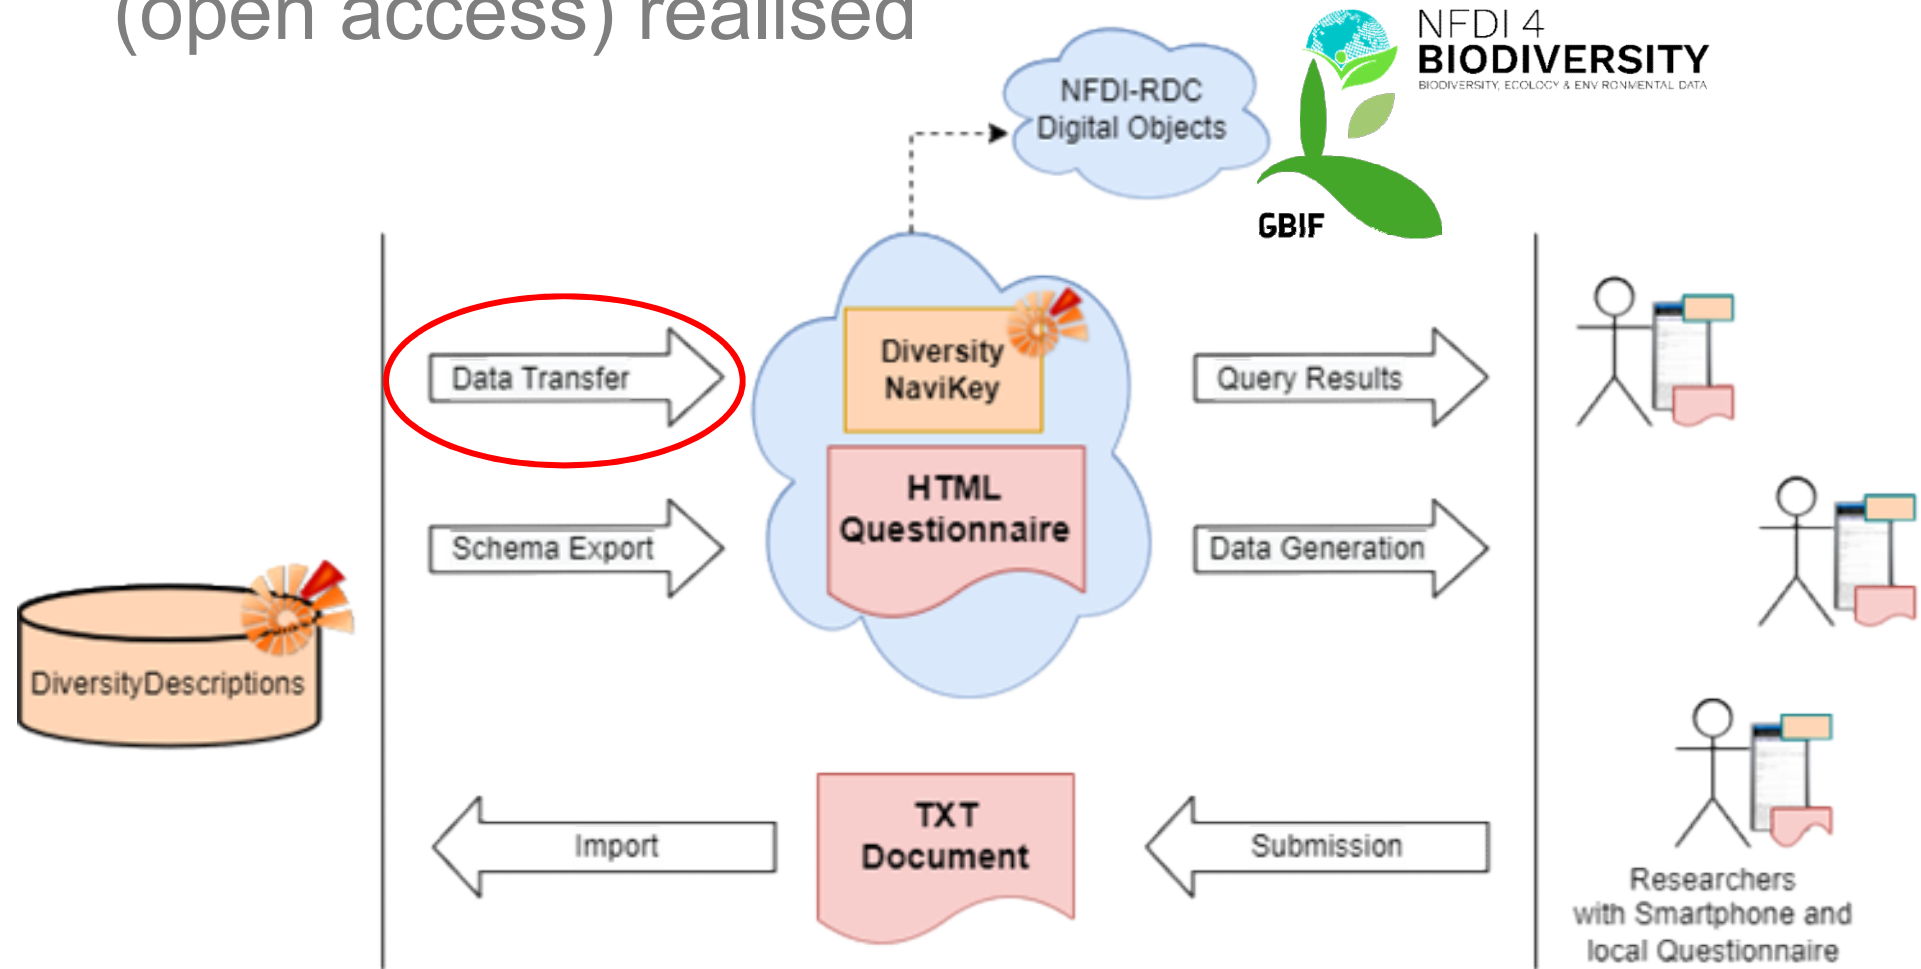 (open access) realised
NFDI 4
BIODIVERSITY
BIODIVERSITY, ECOLOGY & ENVIRONMENTAL DATA
NFDI-RDC
Digital Objects
GBIF
Data Transfer
Diversity
NaviKey
Query Results
Schema Export
HTML
Questionnaire
Data Generation
DiversityDescriptions
Import
TXT
Document
Submission
Researchers
with Smartphone and
local Questionnaire